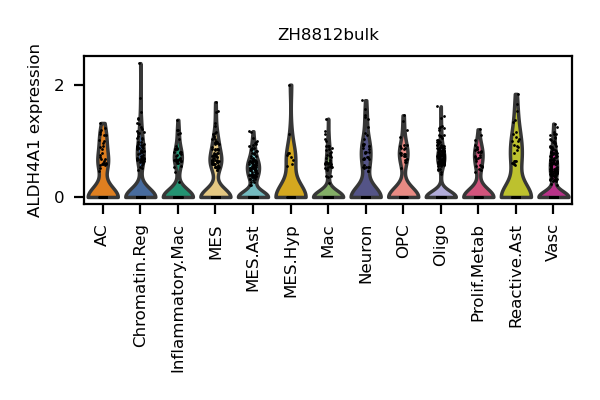 ZH8812bulk
ALDH4A1 expression
2
0
AC
Chromatin.Reg
Inflammatory.Mac
MES
MES.Ast
MES.Hyp
Mac
Neuron
OPC
Oligo
Prolif.Metab
Reactive.Ast
Vasc